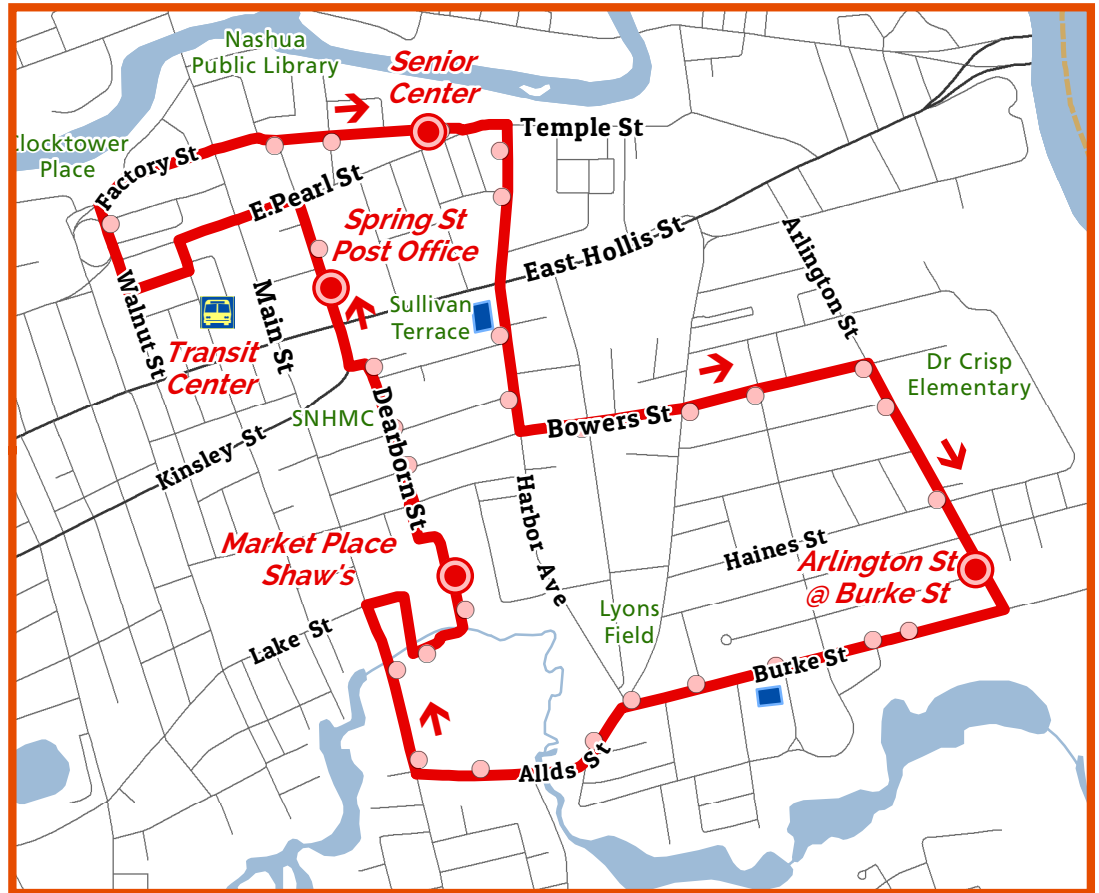 Nashua
Public Library
Senior
Center
Temple St
Clocktower
Place
Factory St
E.Pearl St
Spring St
Post Office
East Hollis St
Arlington St
Walnut St
Main St
Sullivan
Terrace
Transit
Center
Dr Crisp
Elementary
SNHMC
Dearborn St
Bowers St
Kinsley St
Harbor Ave
Market Place
Shaw's
Haines St
Arlington St
@ Burke St
Lyons
Field
Lake St
Burke St
Allds St